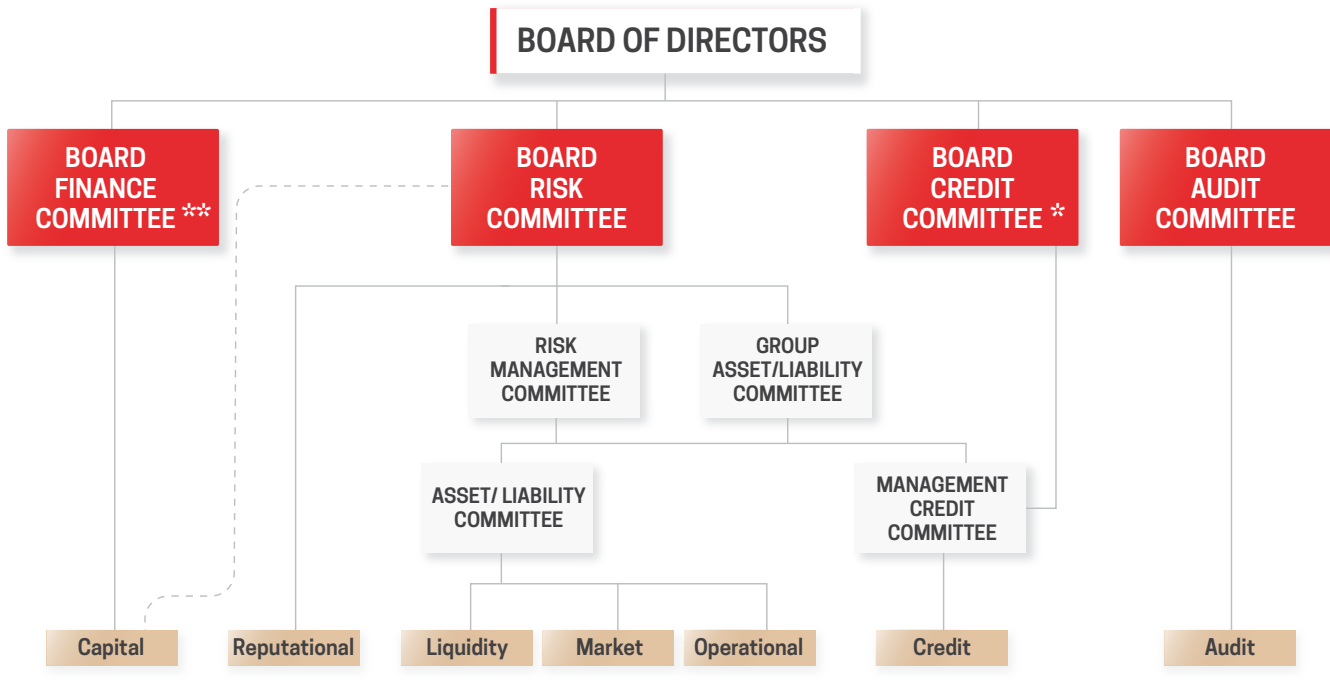 BOARD OF DIRECTORS
BOARD
FINANCE
COMMITTEE **
BOARD
RISK
COMMITTEE
BOARD
CREDIT
COMMITTEE *
BOARD
AUDIT
COMMITTEE
RISK
MANAGEMENT
COMMITTEE
GROUP
ASSET/LIABILITY
COMMITTEE
ASSET/ LIABILITY
COMMITTEE
MANAGEMENT
CREDIT
COMMITTEE
Capital
Reputational
Liquidity
Market
Operational
Credit
Audit